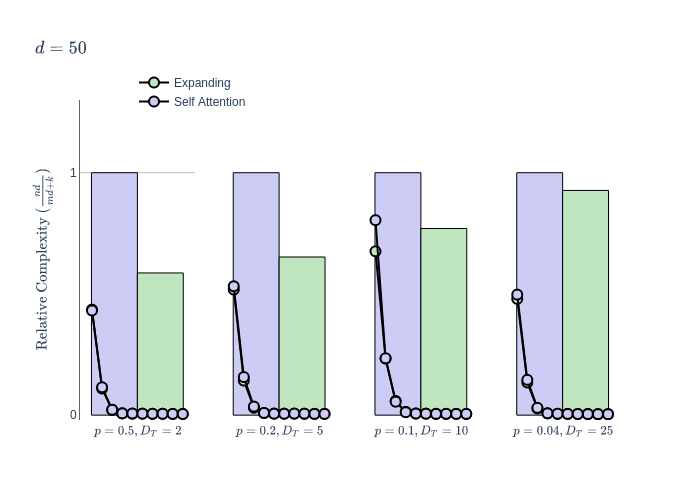 d = 50
Expanding
Self Attention
Relative Complexity (nd/md+k)
1
0
p = 0.5, D_T = 2
p = 0.2, D_T = 5
p = 0.1, D_T = 10
p = 0.04, D_T = 25